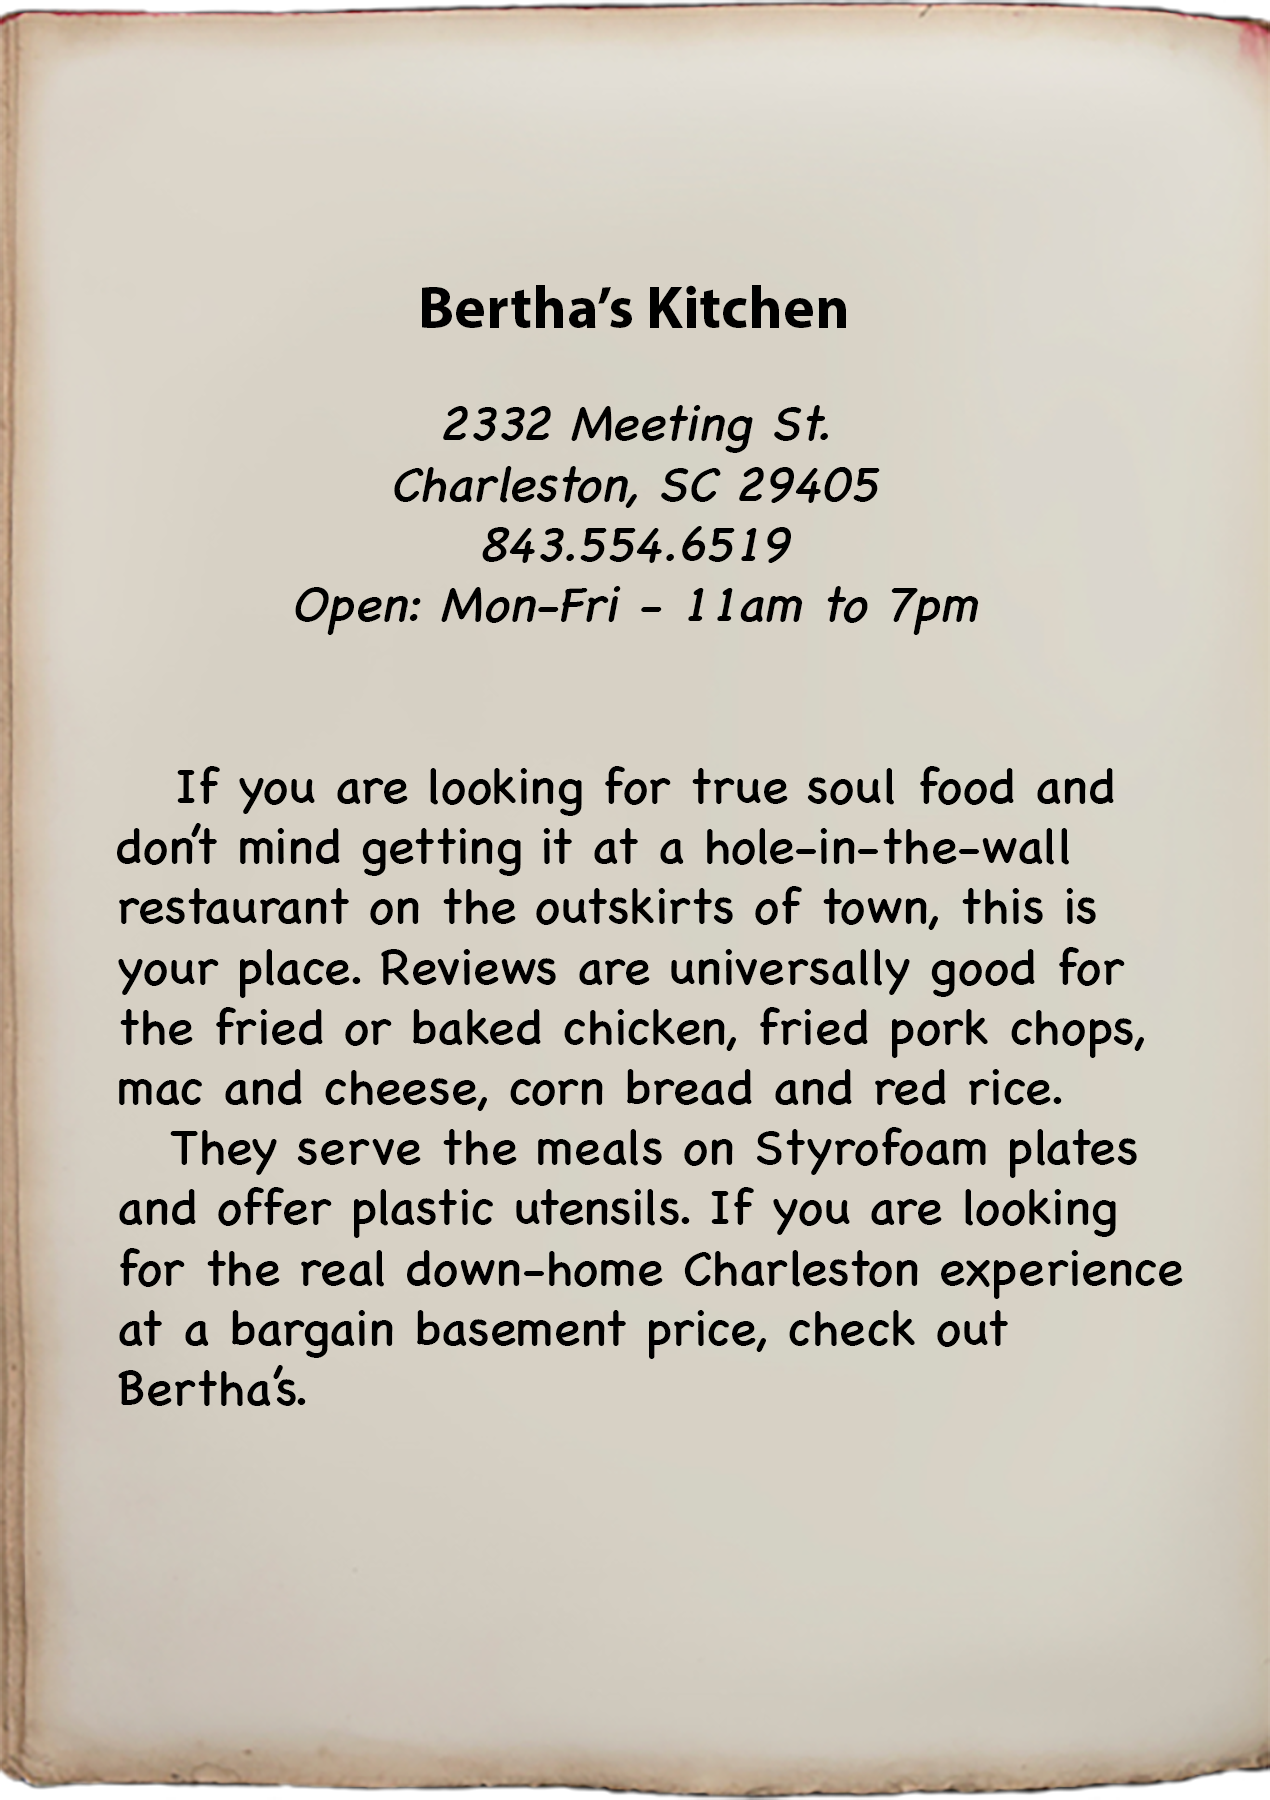 Bertha’s Kitchen
2332 Meeting St.
Charleston, SC 29405
843.554.6519
Open: Mon-Fri - 11am to 7pm
If you are looking for true soul food and
don't mind getting it at a hole-in-the-wall
restaurant on the outskirts of town, this is
your place. Reviews are universally good for
the fried or baked chicken, fried pork chops,
mac and cheese, corn bread and red rice.
They serve the meals on Styrofoam plates
and offer plastic utensils. If you are looking
for the real down-home Charleston experience
at a bargain basement price, check out
Bertha's.